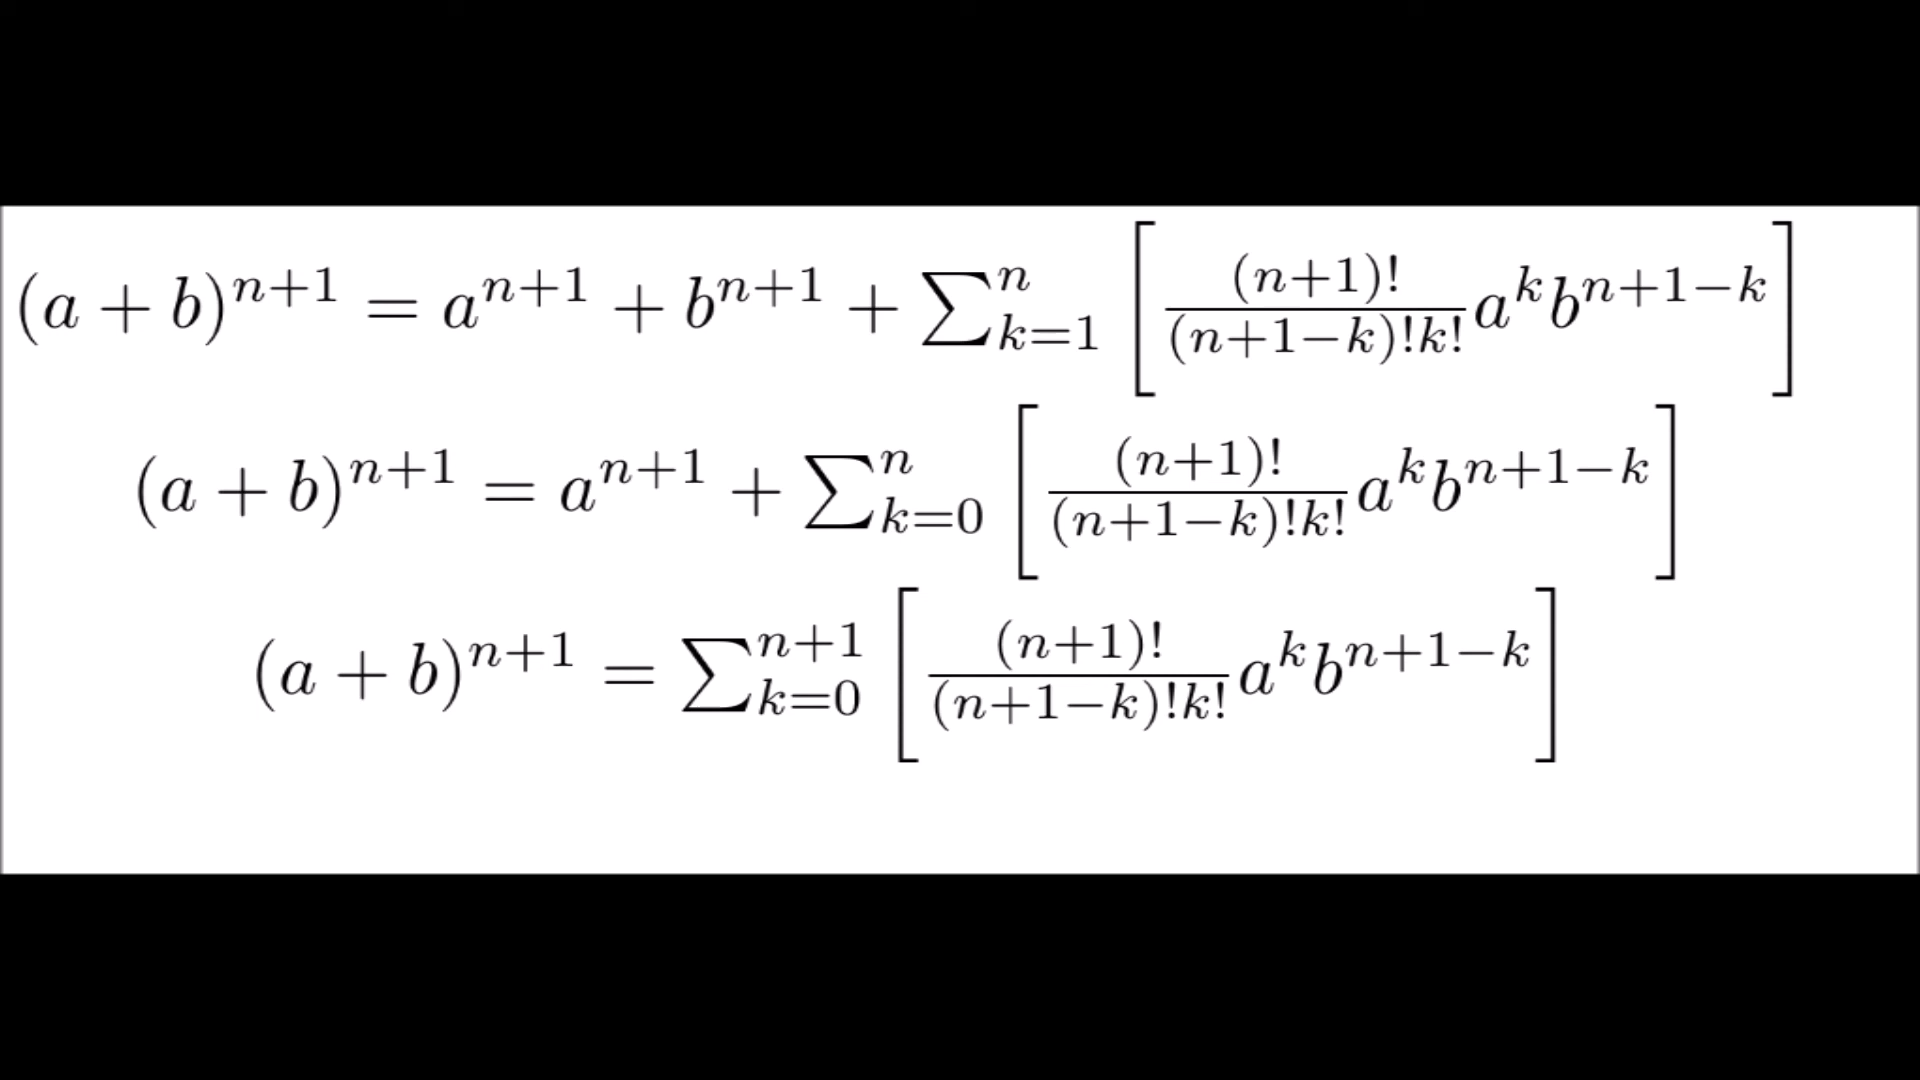 (a + b)^{n+1} = a^{n+1} + b^{n+1} + \sum_{k=1}^{n} \left[ \frac{(n+1)!}{(n+1-k)!k!} a^k b^{n+1-k} \right]
(a + b)^{n+1} = a^{n+1} + \sum_{k=0}^{n} \left[ \frac{(n+1)!}{(n+1-k)!k!} a^k b^{n+1-k} \right]
(a + b)^{n+1} = \sum_{k=0}^{n+1} \left[ \frac{(n+1)!}{(n+1-k)!k!} a^k b^{n+1-k} \right]